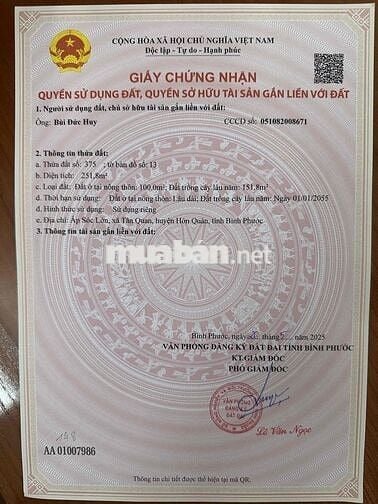 CỘNG HÒA XÃ HỘI CHỦ NGHĨA VIỆT NAM
Độc lập - Tự do - Hạnh phúc
GIẤY CHỨNG NHẬN
QUYỀN SỬ DỤNG ĐẤT, QUYỀN SỞ HỮU TÀI SẢN GẮN LIỀN VỚI ĐẤT
1. Người sử dụng đất, chủ sở hữu tài sản gắn liền với đất:
Ông: Bùi Đức Huy CCCD số: 051082008671
2. Thông tin thửa đất:
a. Thửa đất số: 375 ; tờ bản đồ số: 13
b. Diện tích: 251,8m²
c. Loại đất: Đất ở tại nông thôn: 100,0m²; Đất trồng cây lâu năm: 151,8m²
d. Thời hạn sử dụng: Đất ở tại nông thôn: Lâu dài; Đất trồng cây lâu năm: Ngày 01/01/2055
đ. Hình thức sử dụng: Sử dụng riêng
e. Địa chỉ: Ấp Sóc Lớn, xã Tân Quan, huyện Hớn Quản, tỉnh Bình Phước
3. Thông tin tài sản gắn liền với đất:
muaban.net
Bình Phước, ngày tháng 5 năm 2025
VĂN PHÒNG ĐĂNG KÝ ĐẤT ĐAI TỈNH BÌNH PHƯỚC
KT.GIÁM ĐỐC
PHÓ GIÁM ĐỐC
VĂN PHÒNG
ĐĂNG KÝ
ĐẤT ĐAI
Lê Văn Ngọc
148
AA 01007986
Thông tin chi tiết được thể hiện tại mã QR.